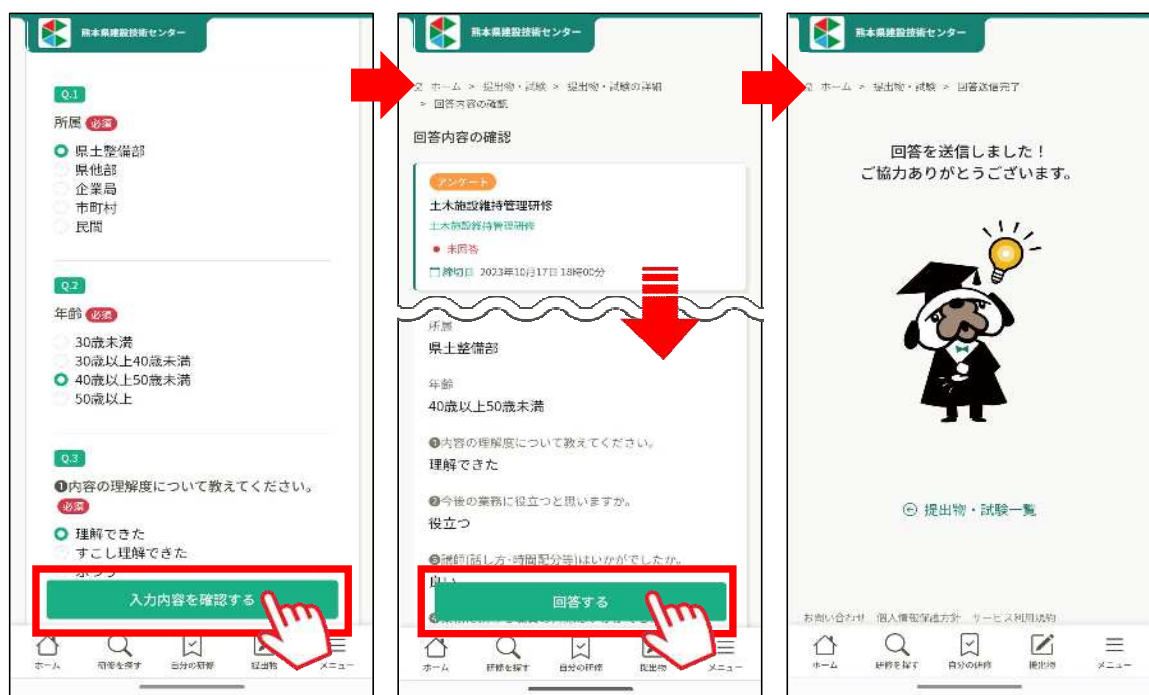 熊本県建設技術センター
Q.1
所属 必須
県土整備部
県他部
企業局
市町村
民間
Q.2
年齢 必須
30歳未満
30歳以上40歳未満
40歳以上50歳未満
50歳以上
Q.3
❶内容の理解度について教えてください。
必須
理解できた
すこし理解できた
入力内容を確認する
ホーム 研修を探す 自分の研修 提出物 メニュー
熊本県建設技術センター
ホーム > 提出物・試験 > 提出物・試験の詳細
> 回答内容の確認
回答内容の確認
アンケート
土木施設維持管理研修
土木施設維持管理研修
未回答
締切日 2023年10月17日 18時00分
所属
県土整備部
年齢
40歳以上50歳未満
❶内容の理解度について教えてください。
理解できた
❷今後の業務に役立つと思いますか。
役立つ
❸講師(話し方・時間配分等)はいかがでしたか。
良い
回答する
ホーム 研修を探す 自分の研修 提出物 メニュー
熊本県建設技術センター
ホーム > 提出物・試験 > 回答送信完了
回答を送信しました!
ご協力ありがとうございます。
提出物・試験一覧
お問い合わせ 個人情報保護方針 サービス利用規約
ホーム 研修を探す 自分の研修 提出物 メニュー